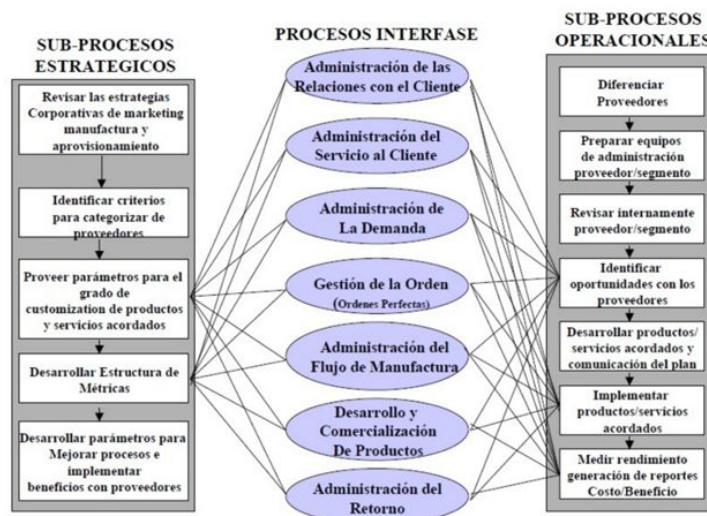 SUB-PROCESOS
ESTRATEGICOS
Revisar las estrategias
Corporativas de marketing
manufactura y
aprovisionamiento
Identificar criterios
para categorizar de
proveedores
Proveer parámetros para el
grado de
customization de productos
y servicios acordados
Desarrollar Estructura de
Métricas
Desarrollar parámetros para
Mejorar procesos e
implementar
beneficios con proveedores
PROCESOS INTERFASE
Administración de las
Relaciones con el Cliente
Administración del
Servicio al Cliente
Administración de
La Demanda
Gestión de la Orden
(Ordenes Perfectas)
Administración del
Flujo de Manufactura
Desarrollo y
Comercialización
De Productos
Administración del
Retorno
SUB-PROCESOS
OPERACIONALES
Diferenciar
Proveedores
Preparar equipos
de administración
proveedor/segmento
Revisar internamente
proveedor/segmento
Identificar
oportunidades con los
proveedores
Desarrollar productos/
servicios acordados y
comunicación del plan
Implementar
productos/servicios
acordados
Medir rendimiento
generación de reportes
Costo/Beneficio